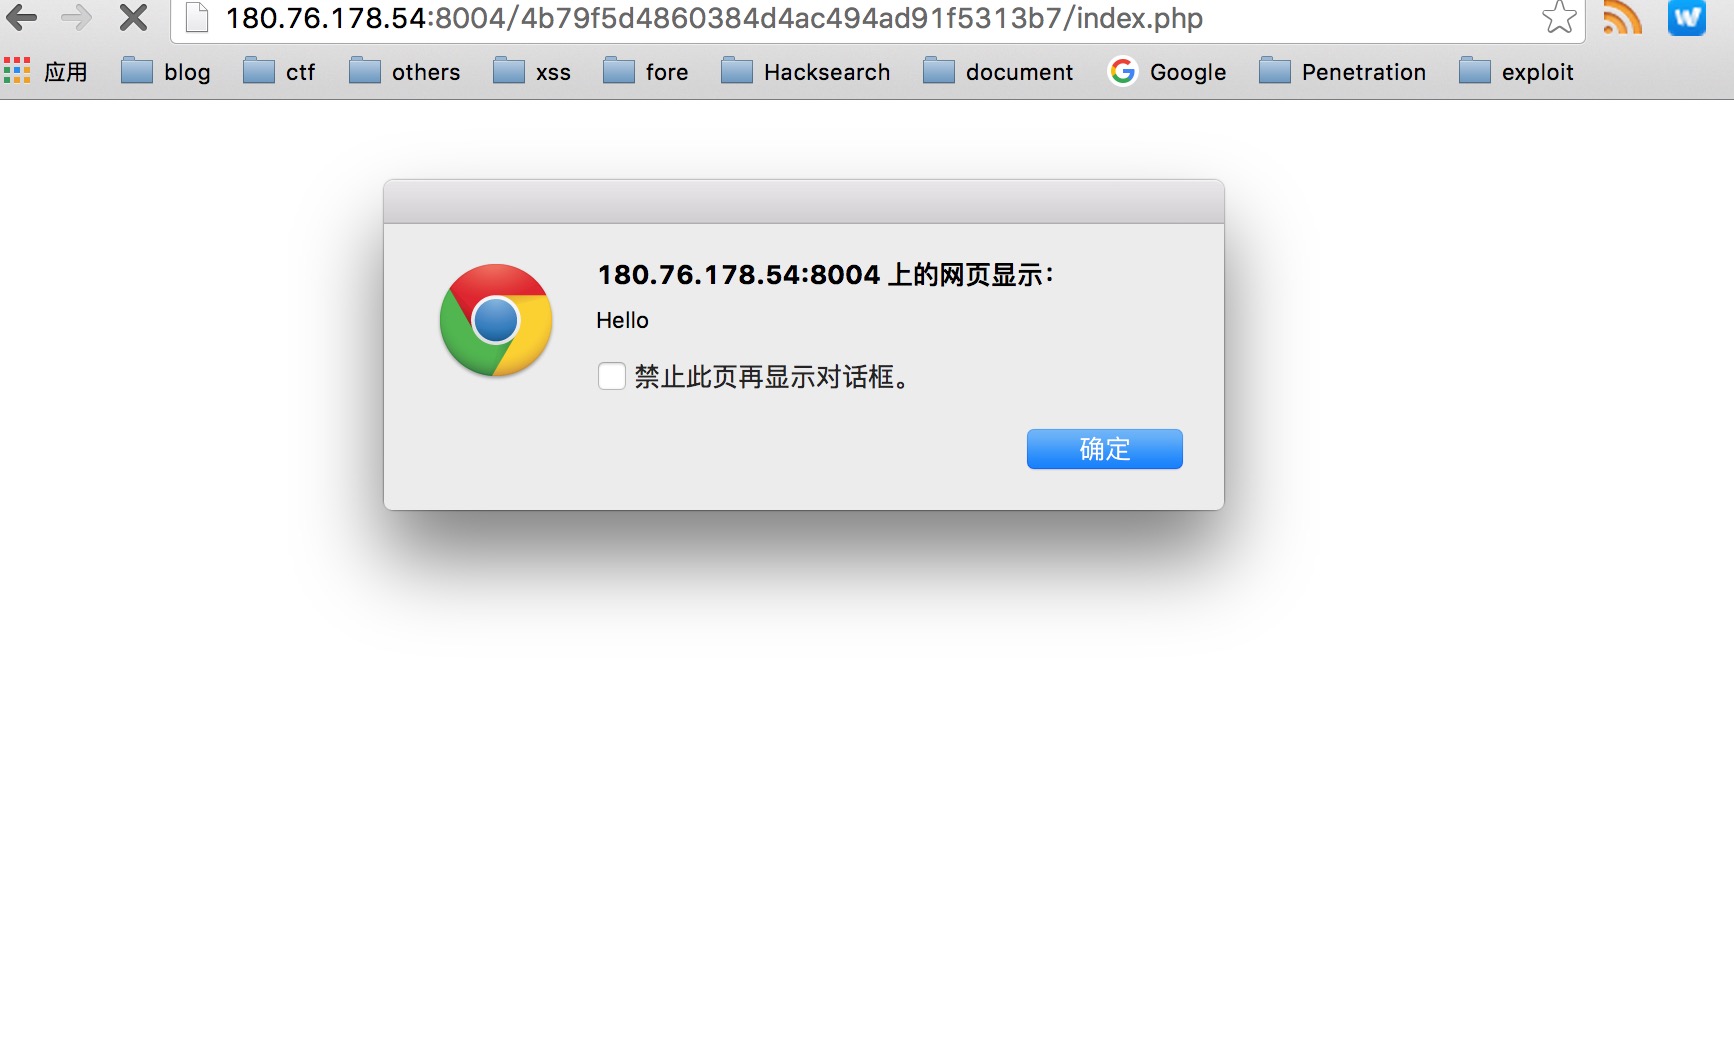 180.76.178.54:8004/4b79f5d4860384d4ac494ad91f5313b7/index.php
应用 blog ctf others xss fore Hacksearch document Google Penetration exploit
180.76.178.54:8004 上的网页显示：
Hello
禁止此页再显示对话框。
确定